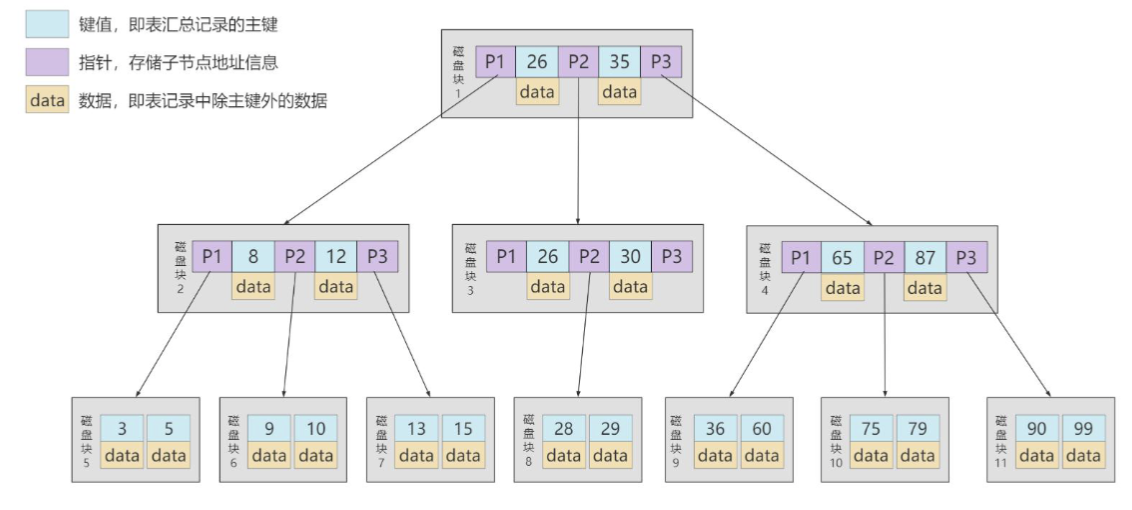 键值，即表汇总记录的主键
指针，存储子节点地址信息
data 数据，即表记录中除主键外的数据
磁盘块1
P1 26 P2 35 P3
data data
磁盘块2
P1 8 P2 12 P3
data data
磁盘块3
P1 26 P2 30 P3
data data
磁盘块4
P1 65 P2 87 P3
data data
磁盘块5
3 5
data data
磁盘块6
9 10
data data
磁盘块7
13 15
data data
磁盘块8
28 29
data data
磁盘块9
36 60
data data
磁盘块10
75 79
data data
磁盘块11
90 99
data data